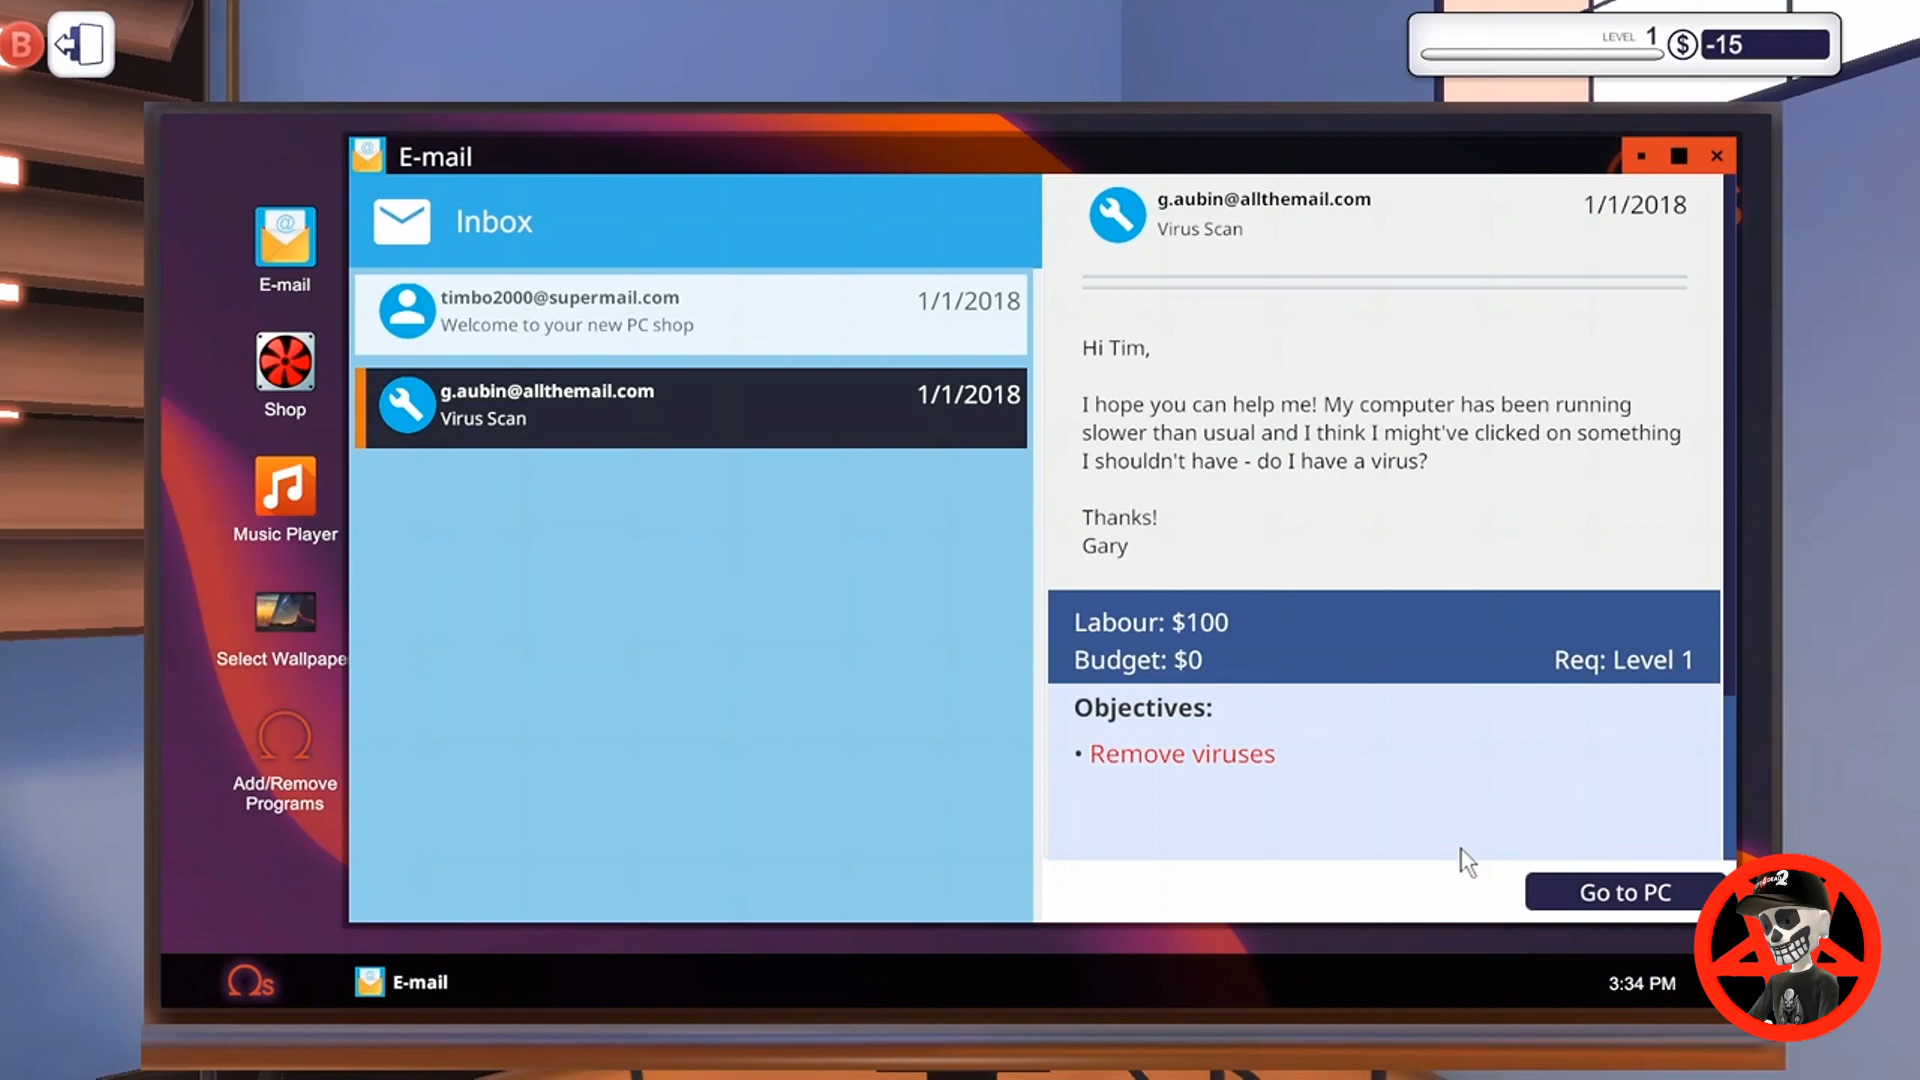 B
LEVEL 1
$ -15
E-mail
Inbox
timbo2000@supermail.com
1/1/2018
Welcome to your new PC shop
g.aubin@allthemail.com
1/1/2018
Virus Scan
g.aubin@allthemail.com
1/1/2018
Virus Scan
Hi Tim,
I hope you can help me! My computer has been running
slower than usual and I think I might've clicked on something
I shouldn't have - do I have a virus?
Thanks!
Gary
Labour: $100
Budget: $0
Req: Level 1
Objectives:
• Remove viruses
Go to PC
E-mail
Shop
Music Player
Select Wallpape
Add/Remove
Programs
Ωs
E-mail
3:34 PM